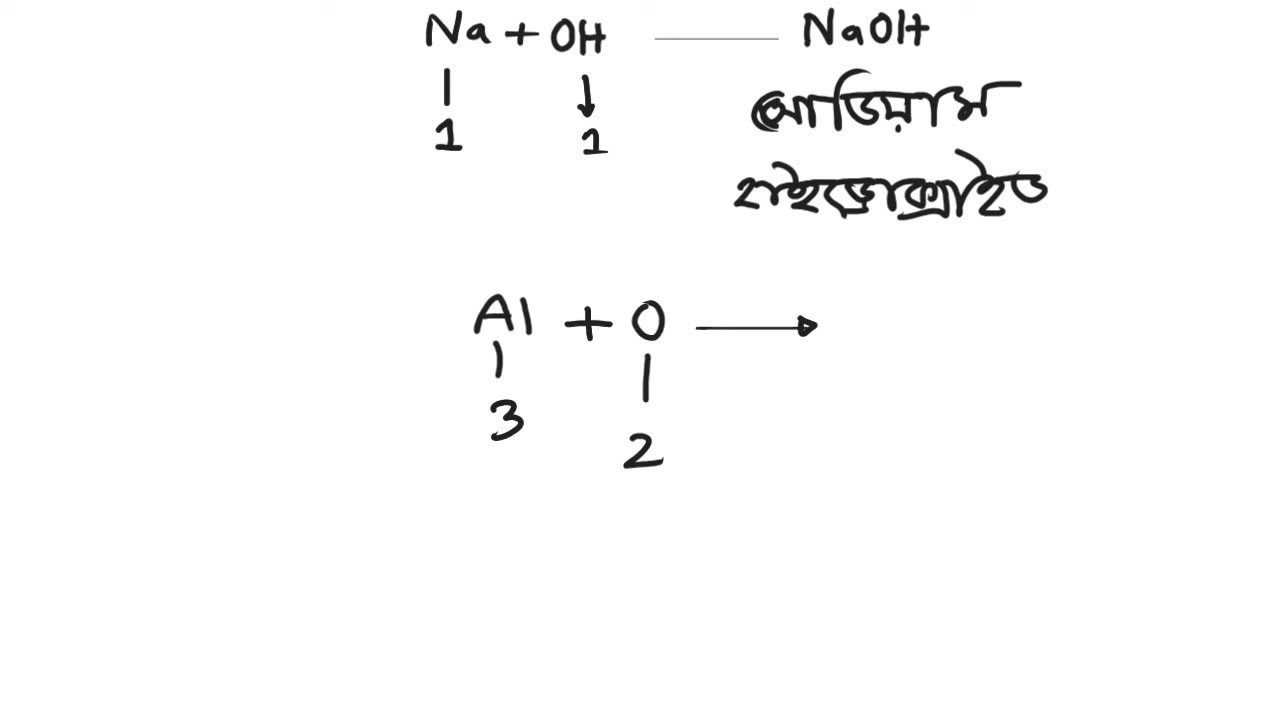 Na + OH — NaOH
1 1
সোডিয়াম
হাইড্রোক্সাইড
Al + O →
3 2